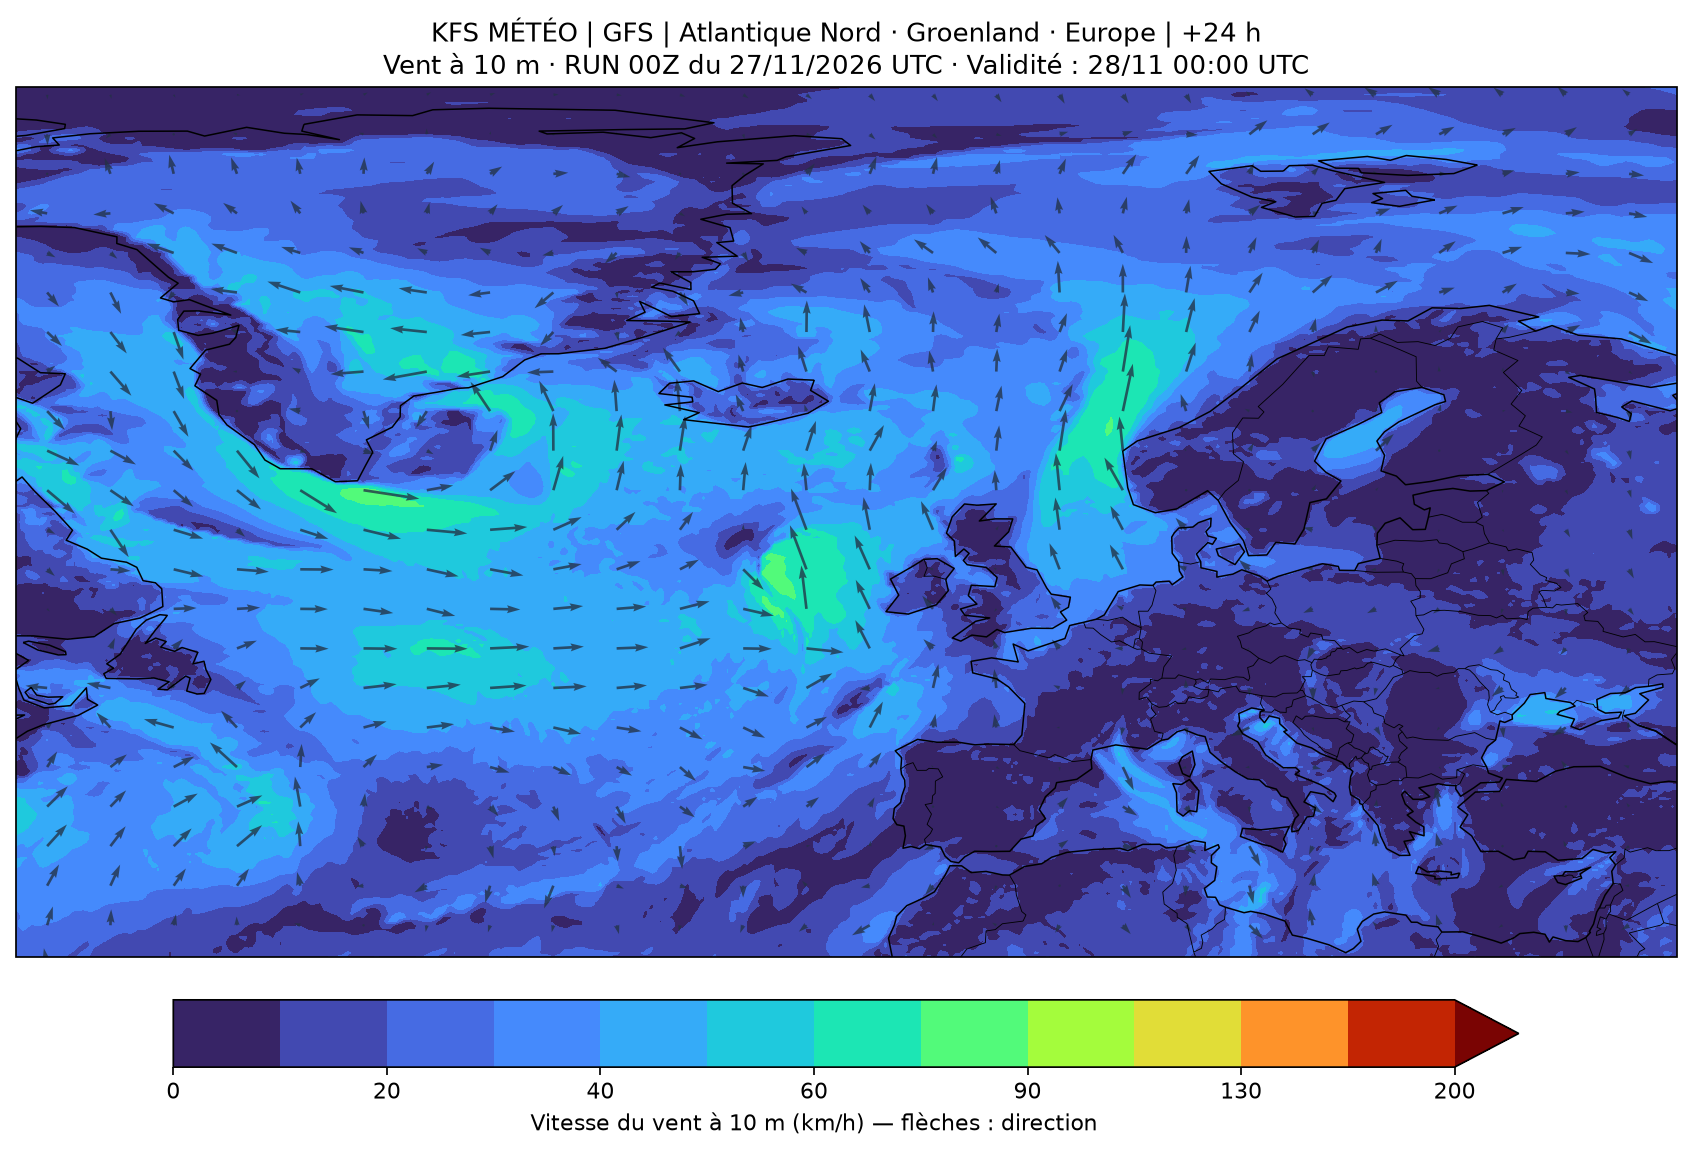 KFS MÉTÉO | GFS | Atlantique Nord · Groenland · Europe | +24 h
Vent à 10 m · RUN 00Z du 27/11/2026 UTC · Validité : 28/11 00:00 UTC
0 20 40 60 90 130 200
Vitesse du vent à 10 m (km/h) — flèches : direction